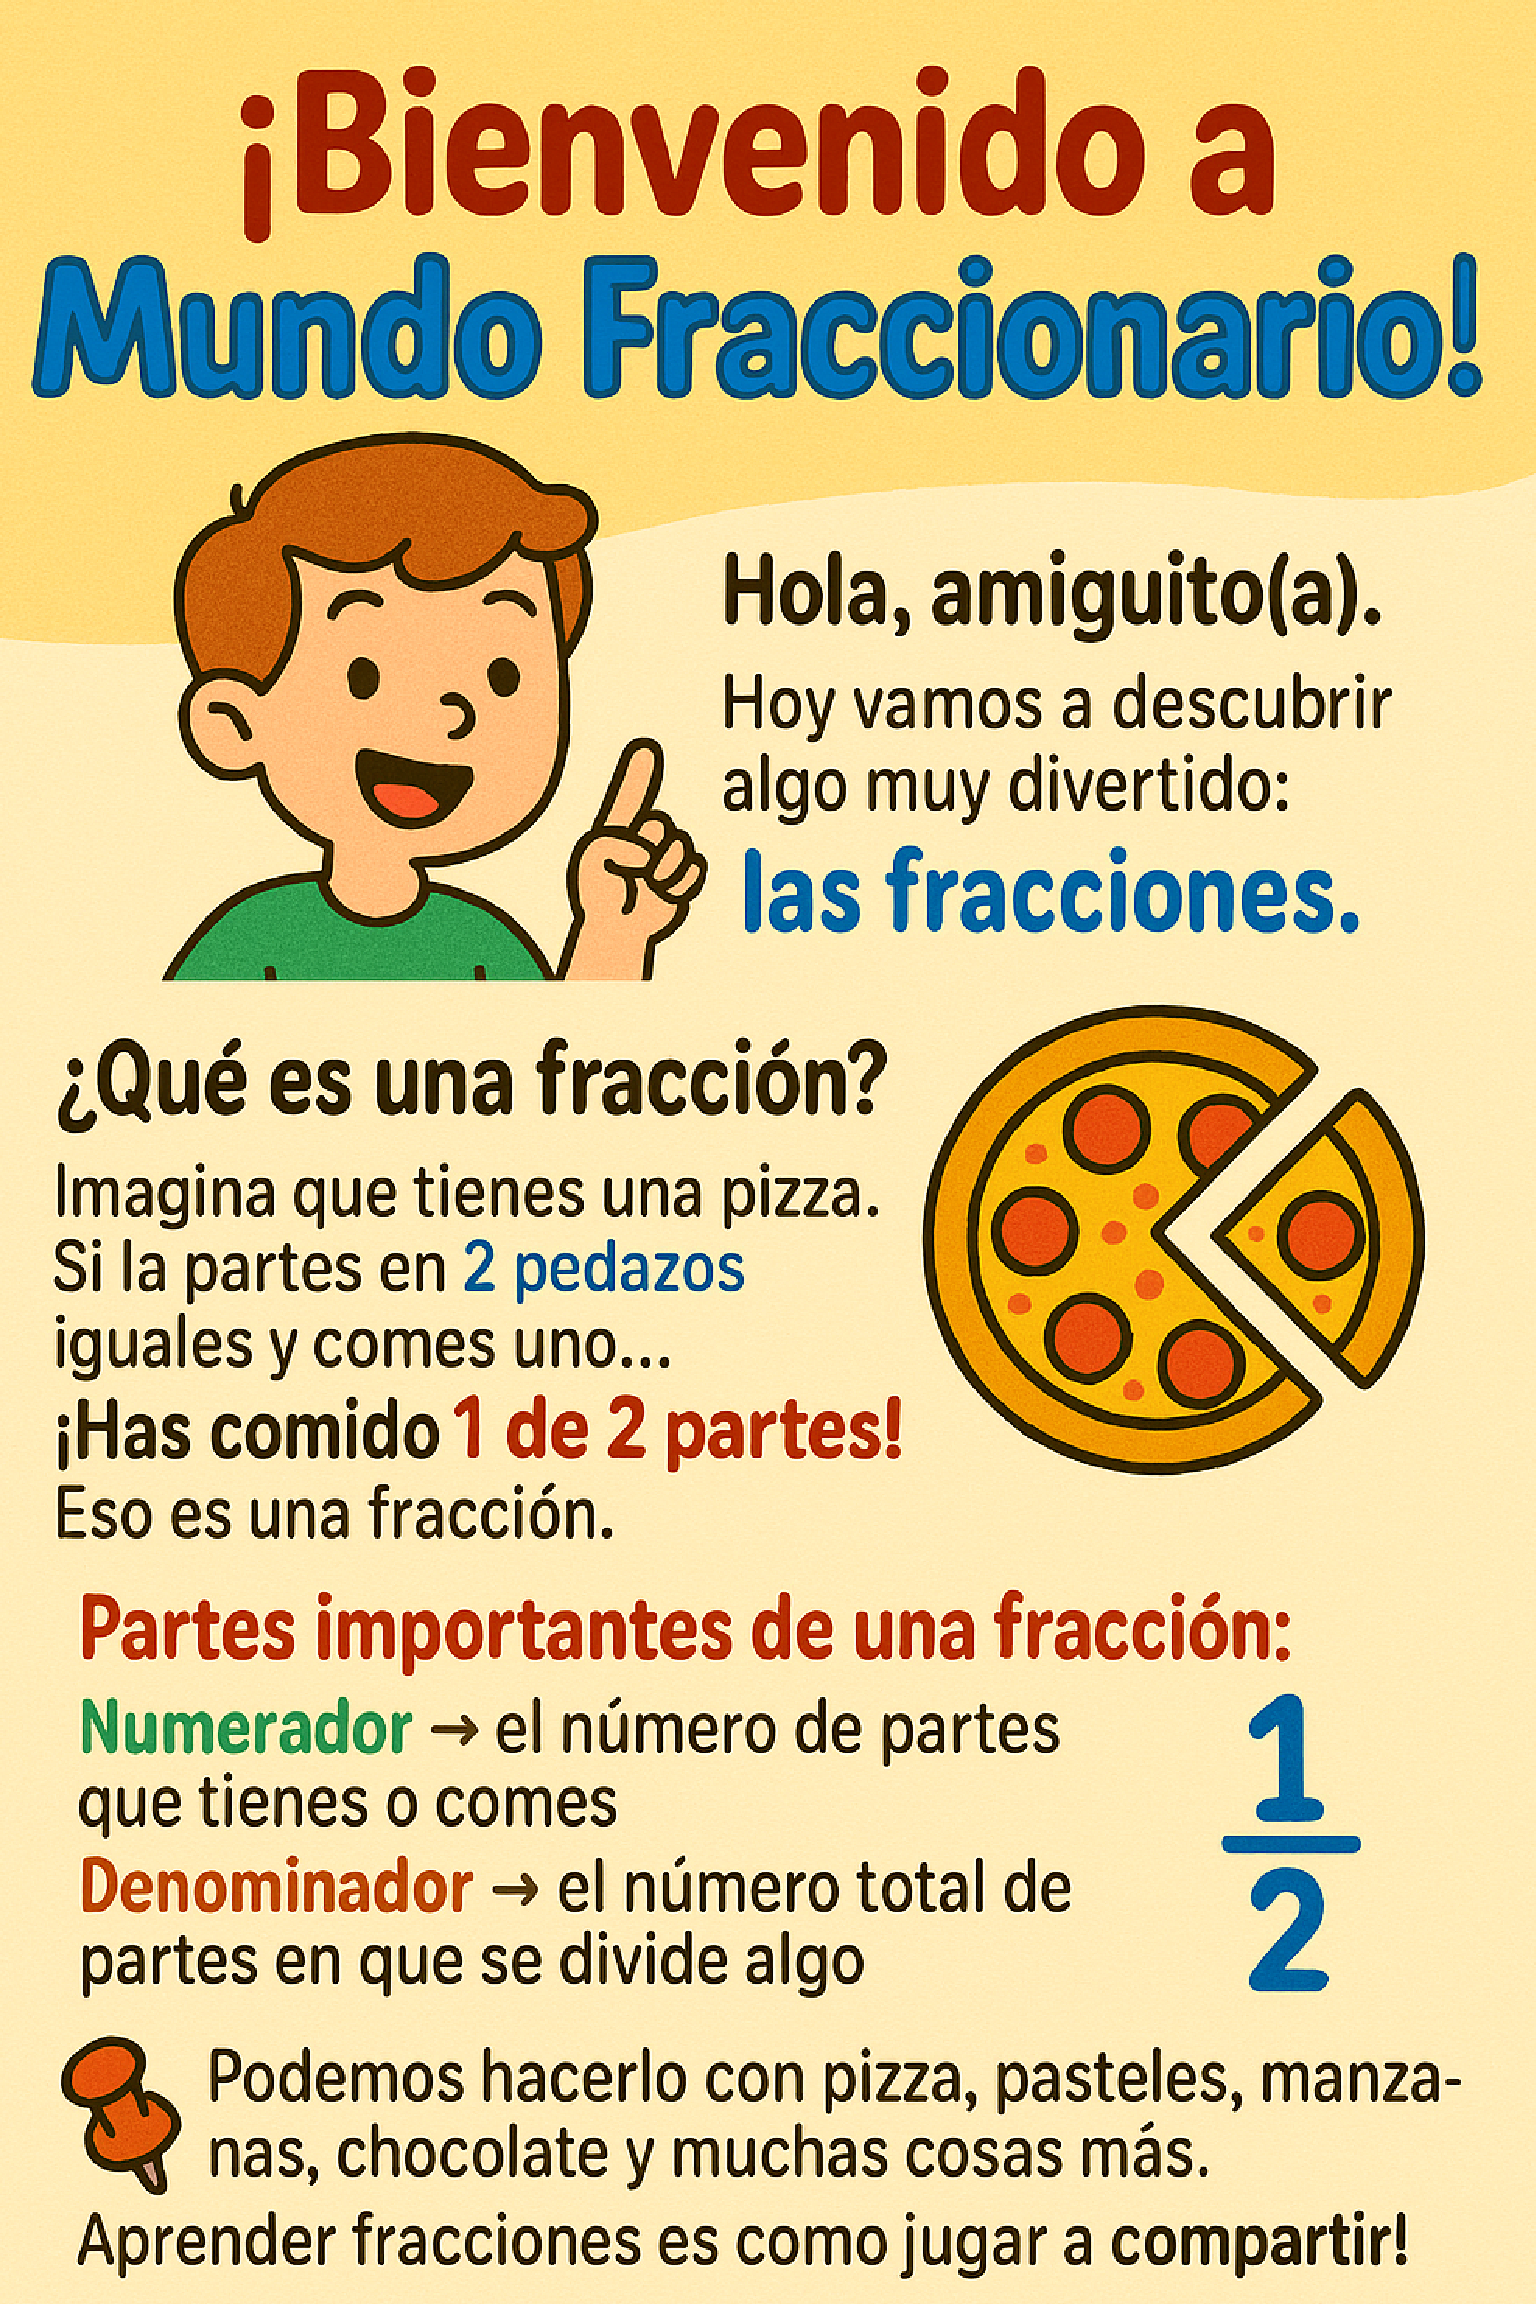 ¡Bienvenido a
Mundo Fraccionario!
Hola, amiguito(a).
Hoy vamos a descubrir
algo muy divertido:
las fracciones.
¿Qué es una fracción?
Imagina que tienes una pizza.
Si la partes en 2 pedazos
iguales y comes uno...
¡Has comido 1 de 2 partes!
Eso es una fracción.
Partes importantes de una fracción:
Numerador → el número de partes
que tienes o comes
Denominador → el número total de
partes en que se divide algo
1
2
Podemos hacerlo con pizza, pasteles, manza-
nas, chocolate y muchas cosas más.
Aprender fracciones es como jugar a compartir!